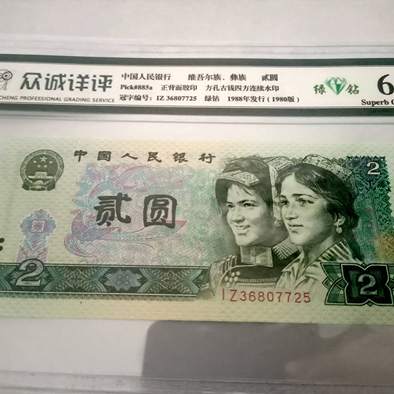 众诚详评
CHENG PROFESSIONAL GRADING SERVICE
中国人民银行 维吾尔族、彝族 贰圆
Pick#885a 正背面胶印 方孔古钱四方连续水印
冠字编号: IZ 36807725 绿钻 1988年发行(1980版)
绿 钻
6
Superb G
中国人民银行
2
贰圆
2
2
IZ36807725